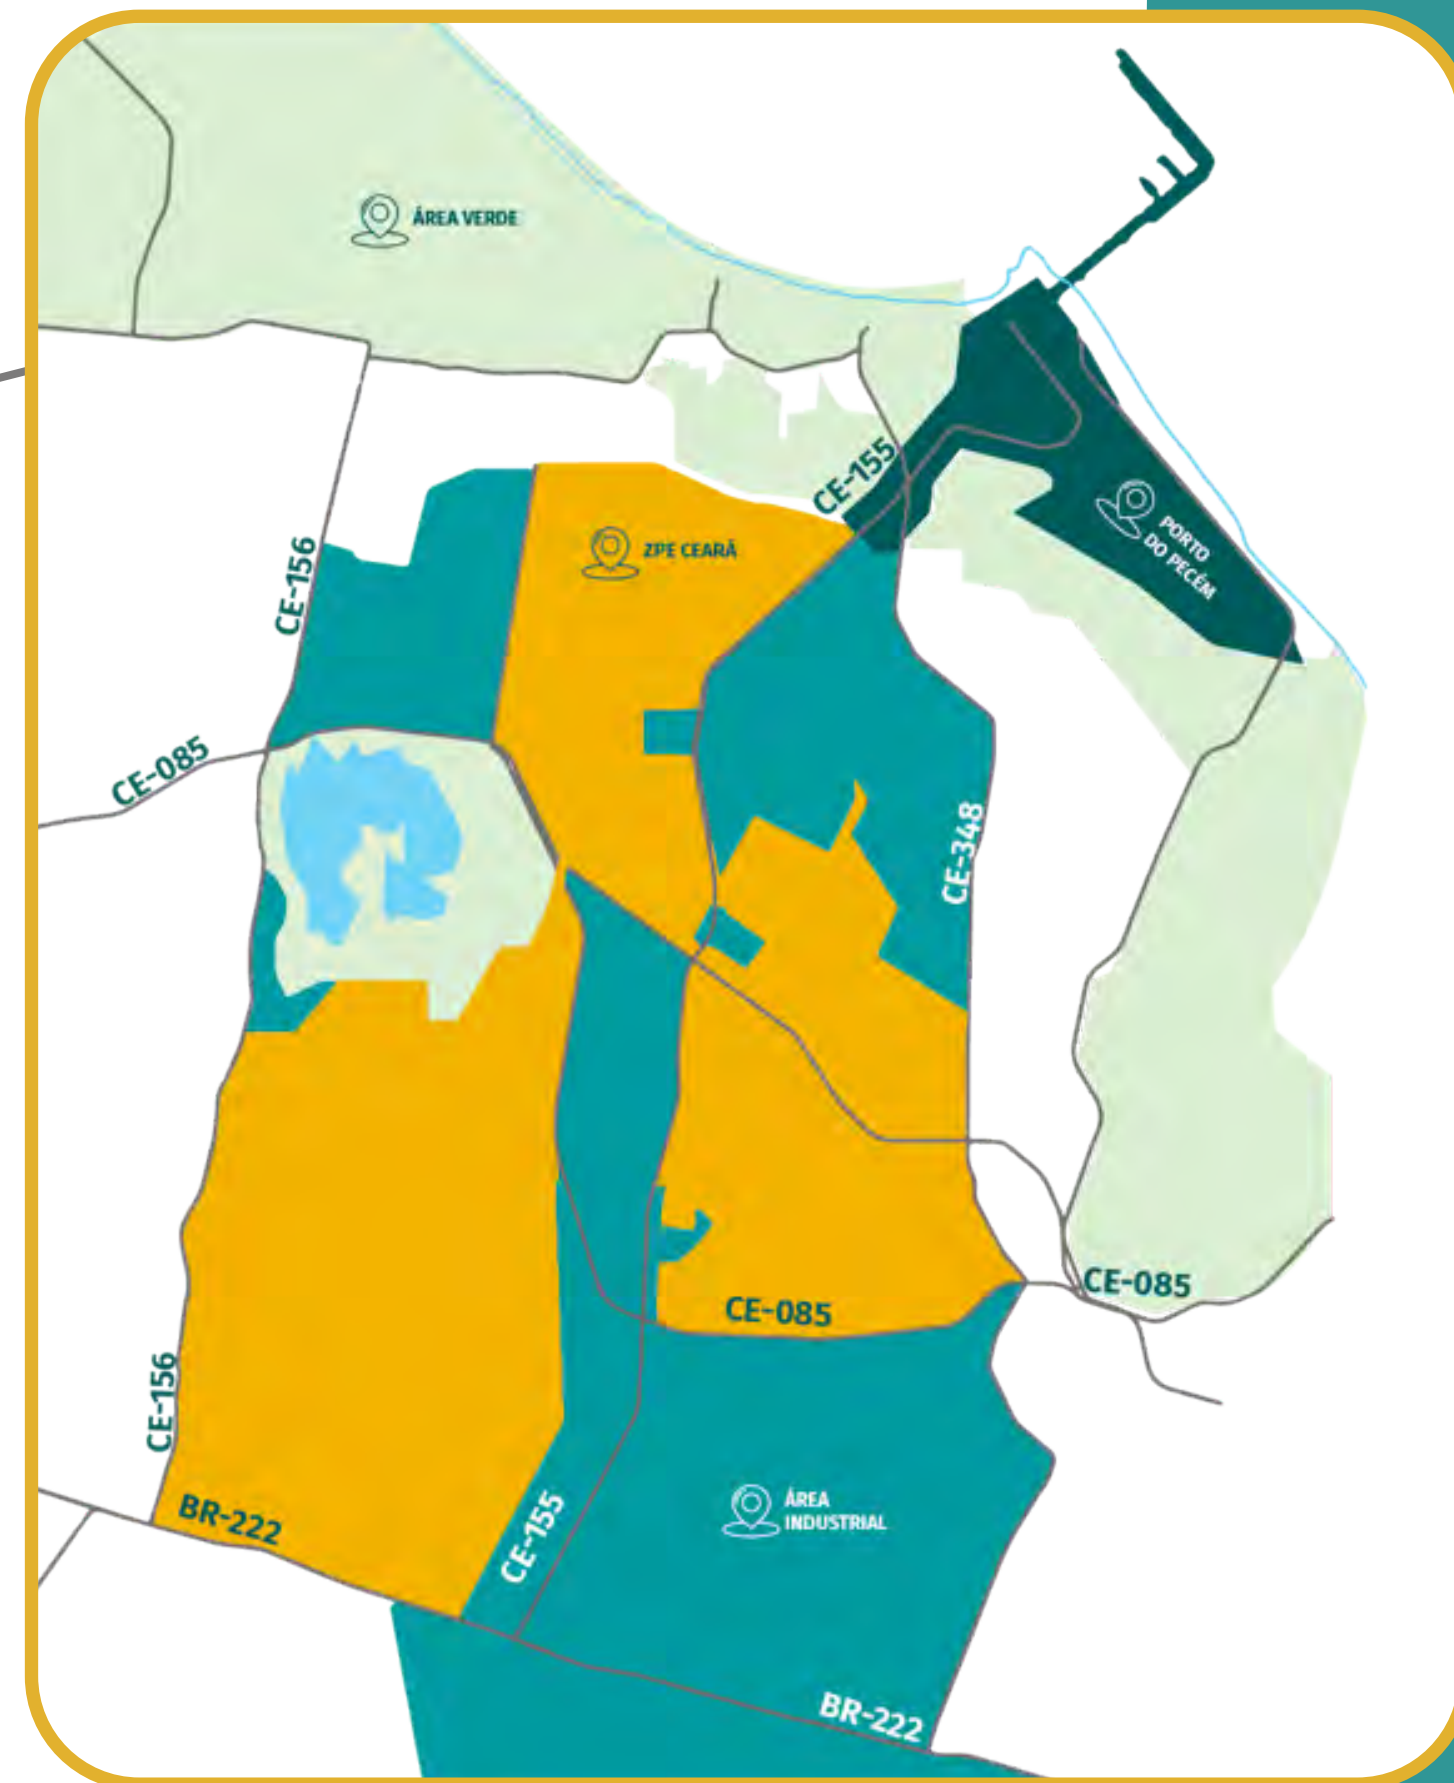 ÁREA VERDE
CE-155
PORTO
DO PECÉM
ZPE CEARÁ
CE-156
CE-085
CE-348
CE-085
CE-085
CE-156
BR-222
CE-155
ÁREA
INDUSTRIAL
BR-222